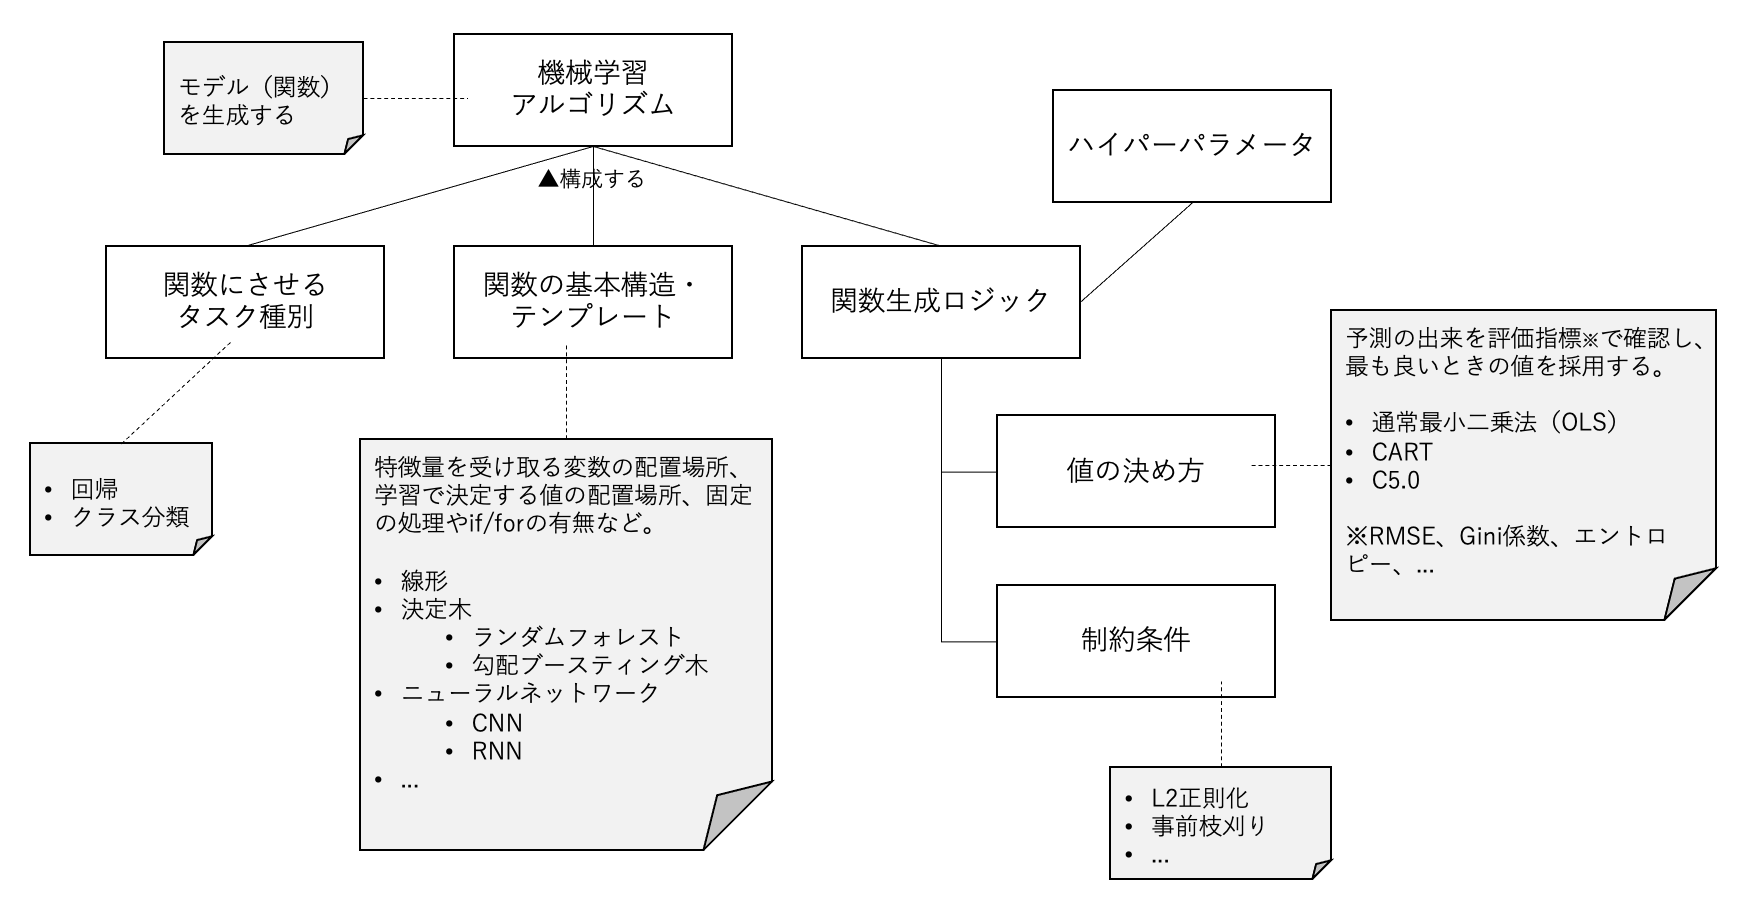 モデル（関数）
を生成する
機械学習
アルゴリズム
ハイパーパラメータ
▲構成する
関数にさせる
タスク種別
関数の基本構造・
テンプレート
関数生成ロジック
・ 回帰
・ クラス分類
特徴量を受け取る変数の配置場所、
学習で決定する値の配置場所、固定
の処理やif/forの有無など。
• 線形
• 決定木
• ランダムフォレスト
• 勾配ブースティング木
• ニューラルネットワーク
• CNN
• RNN
• ...
値の決め方
予測の出来を評価指標※で確認し、
最も良いときの値を採用する。
• 通常最小二乗法（OLS）
• CART
• C5.0
※RMSE、Gini係数、エントロ
ピー、...
制約条件
• L2正則化
• 事前枝刈り
• ...